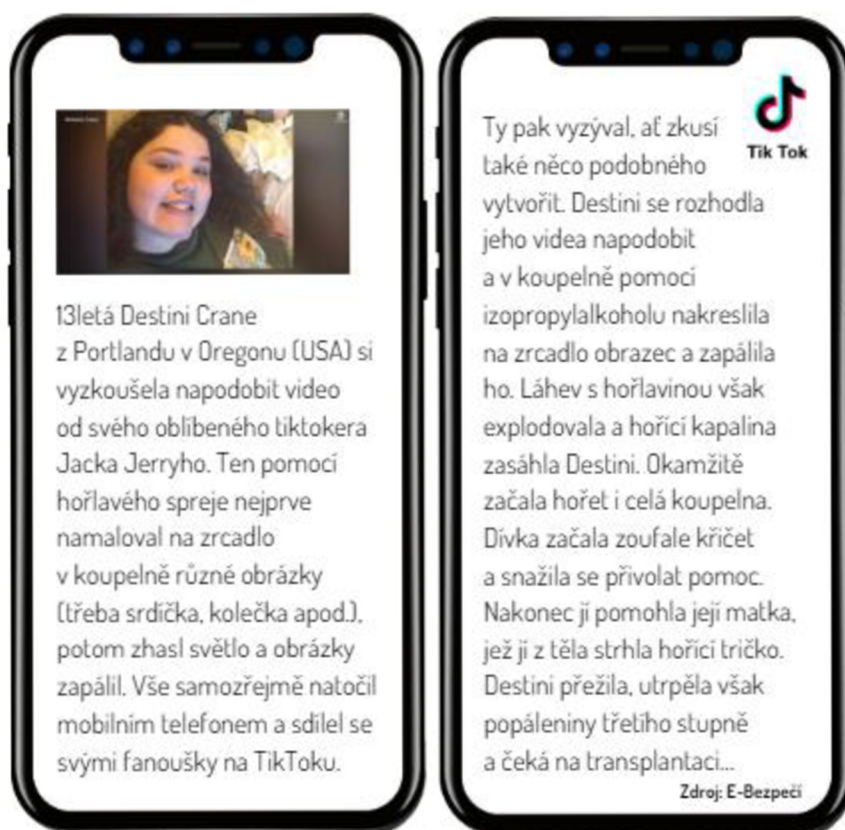 13letá Destini Crane
z Portlandu v Oregonu (USA) si
vyzkoušela napodobit video
od svého oblíbeného tiktokera
Jacka Jerryho. Ten pomocí
hořlavého spreje nejprve
namaloval na zrcadlo
v koupelně různé obrázky
(třeba srdíčka, kolečka apod.),
potom zhasl světlo a obrázky
zapálil. Vše samozřejmě natočil
mobilním telefonem a sdílel se
svými fanoušky na TikToku.
Tik Tok
Ty pak vyzýval, ať zkusí
také něco podobného
vytvořit. Destini se rozhodla
jeho videa napodobit
a v koupelně pomocí
izopropylalkoholu nakreslila
na zrcadlo obrazec a zapálila
ho. Láhev s hořlavinou však
explodovala a hořící kapalina
zasáhla Destini. Okamžitě
začala hořet i celá koupelna.
Dívka začala zoufale křičet
a snažila se přivolat pomoc.
Nakonec jí pomohla její matka,
jež jí z těla strhla hořící tričko.
Destini přežila, utrpěla však
popáleniny třetího stupně
a čeká na transplantaci...
Zdroj: E-Bezpečí